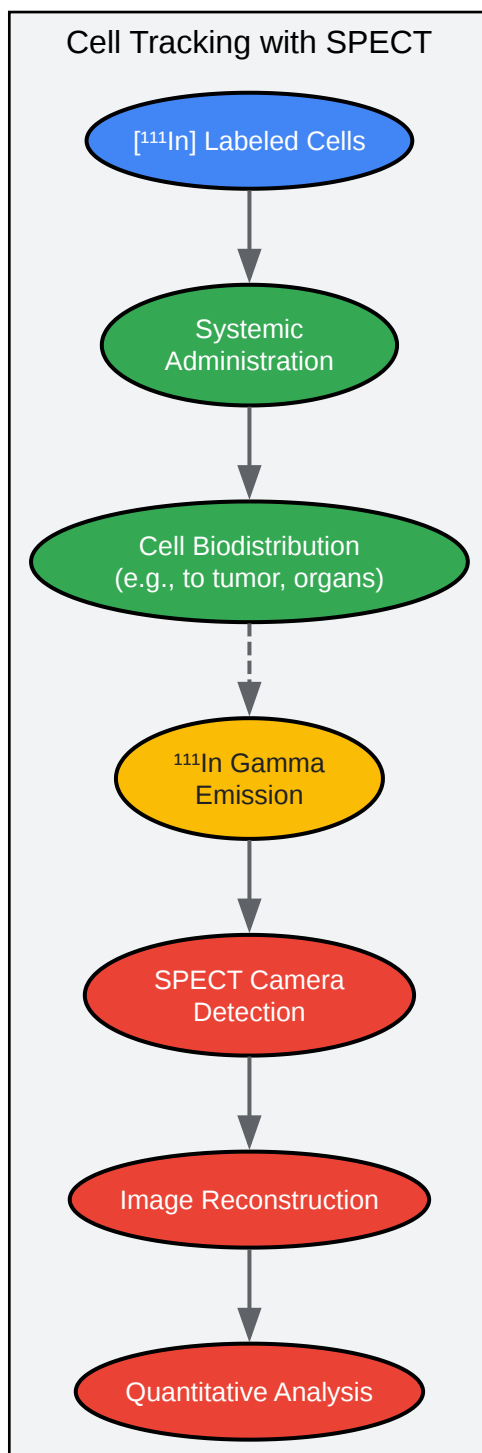 Cell Tracking with SPECT
[¹¹¹In] Labeled Cells
Systemic
Administration
Cell Biodistribution
(e.g., to tumor, organs)
¹¹¹In Gamma
Emission
SPECT Camera
Detection
Image Reconstruction
Quantitative Analysis